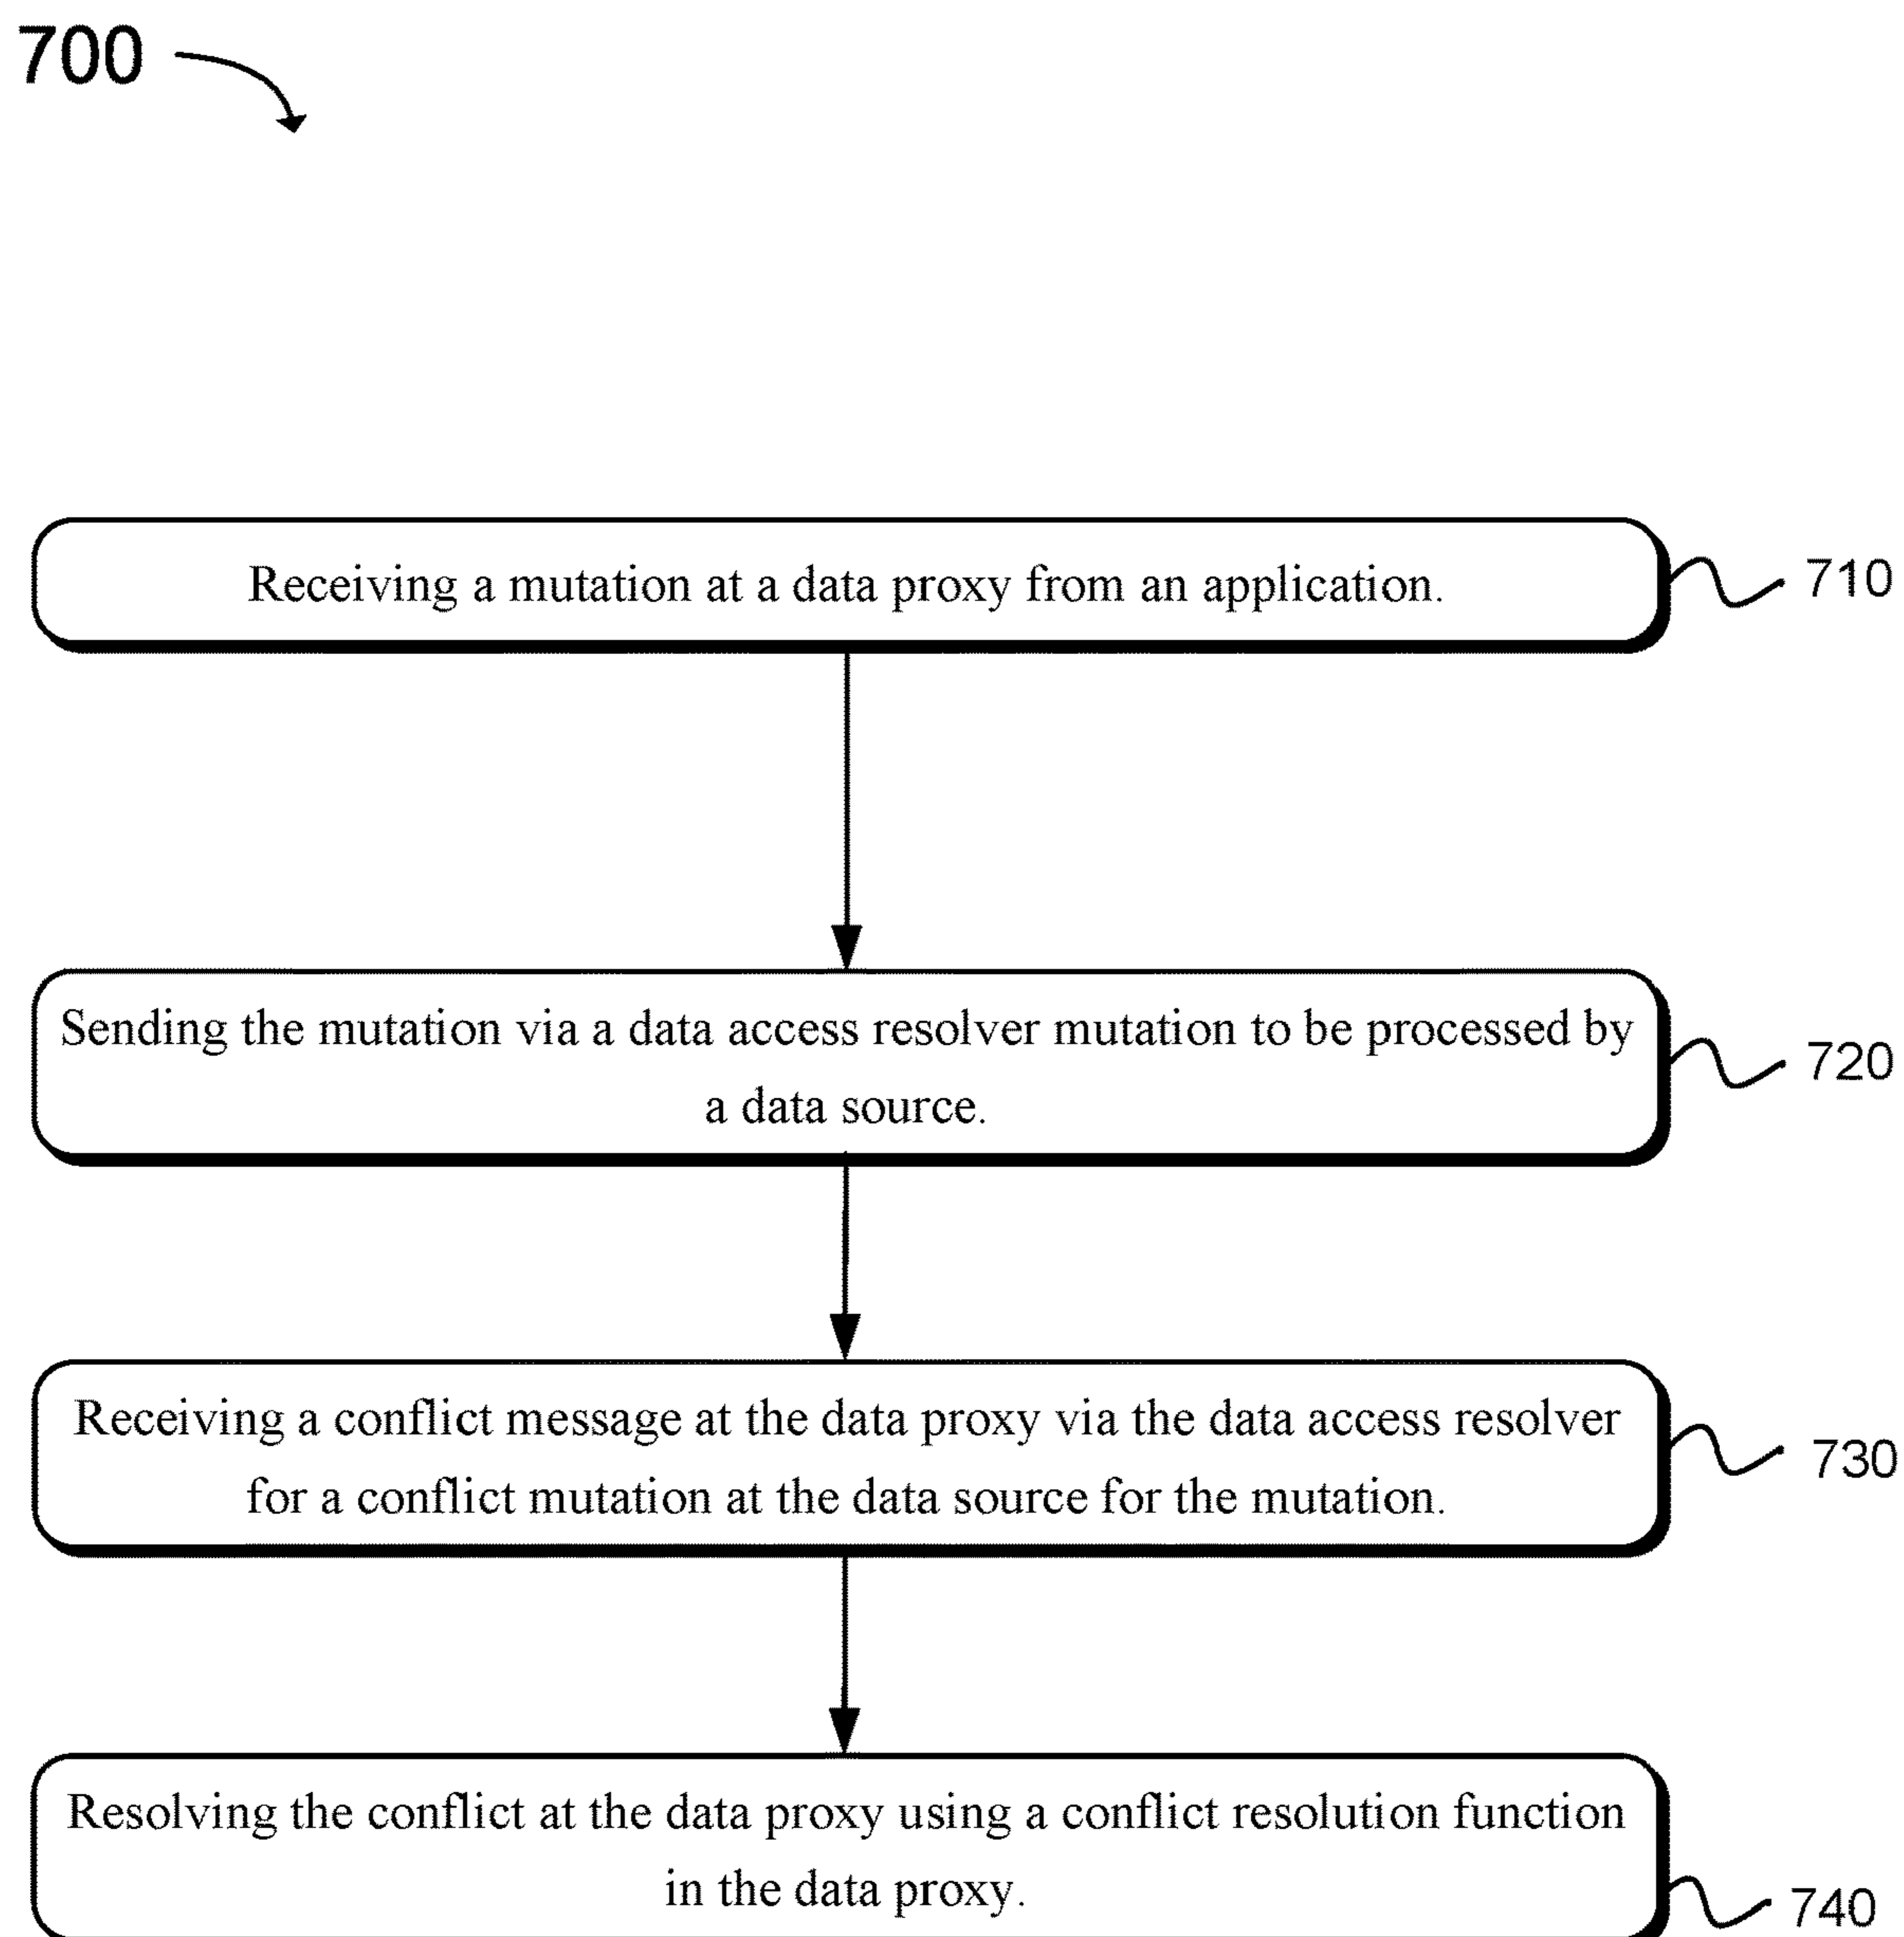 700
Receiving a mutation at a data proxy from an application.
710
Sending the mutation via a data access resolver mutation to be processed by
a data source.
720
Receiving a conflict message at the data proxy via the data access resolver
for a conflict mutation at the data source for the mutation.
730
Resolving the conflict at the data proxy using a conflict resolution function
in the data proxy.
740